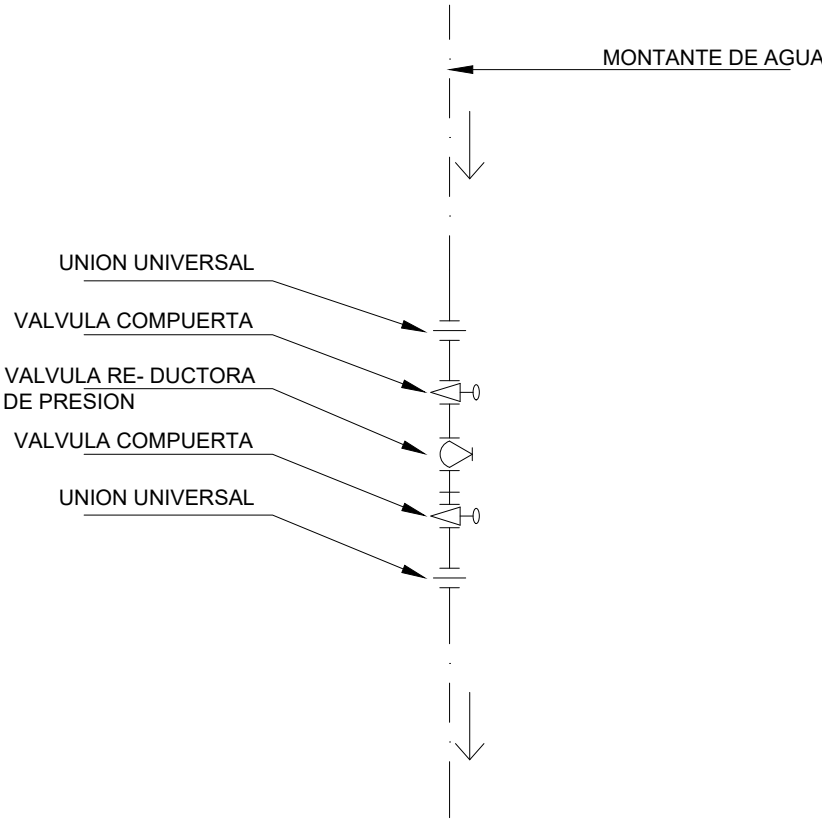 MONTANTE DE AGUA
UNION UNIVERSAL
VALVULA COMPUERTA
VALVULA RE- DUCTORA
DE PRESION
VALVULA COMPUERTA
UNION UNIVERSAL